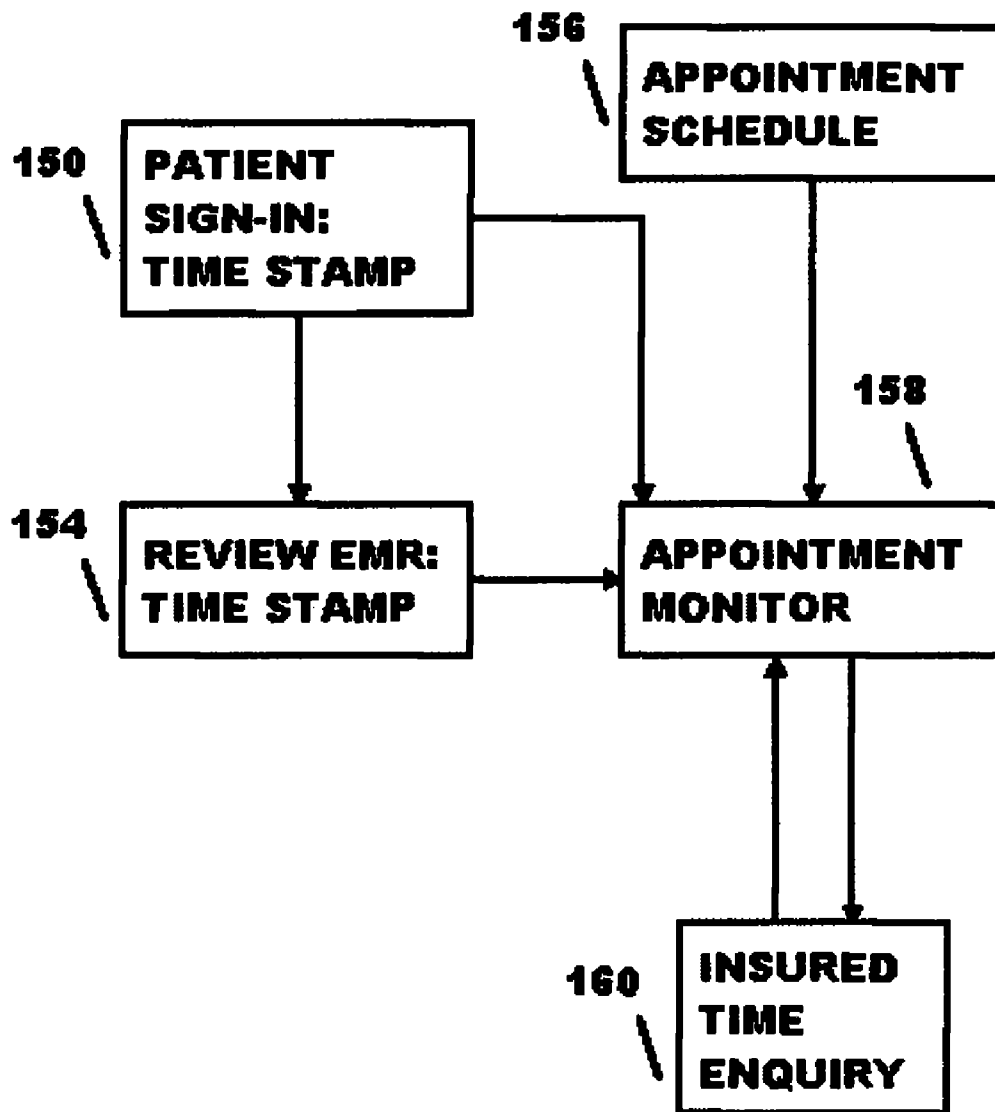 156
APPOINTMENT
SCHEDULE
150
PATIENT
SIGN-IN:
TIME STAMP
158
154
REVIEW EMR:
TIME STAMP
APPOINTMENT
MONITOR
160
INSURED
TIME
ENQUIRY